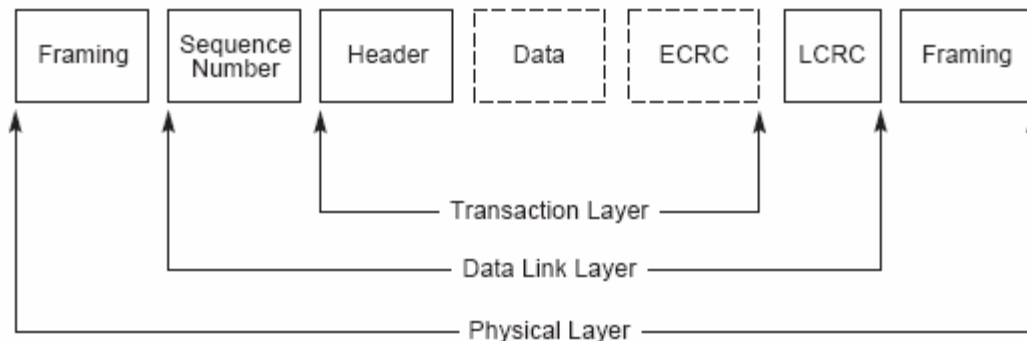 Framing
Sequence
Number
Header
Data
ECRC
LCRC
Framing
Transaction Layer
Data Link Layer
Physical Layer